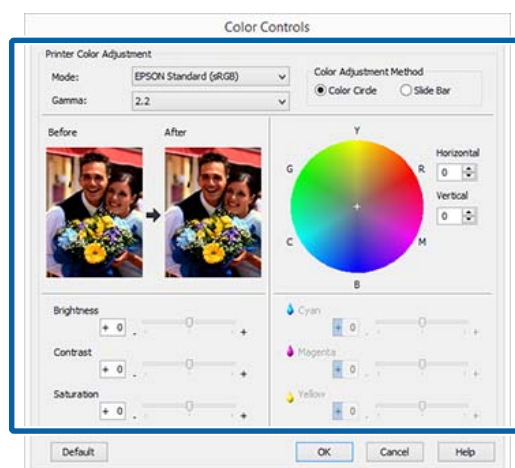 Color Controls
Printer Color Adjustment
Mode: EPSON Standard (sRGB)
Gamma: 2.2
Color Adjustment Method
Color Circle Slide Bar
Before After
Y
G R
C M
B
Horizontal
0
Vertical
0
Brightness
+ 0 - +
Contrast
+ 0 - +
Saturation
+ 0 - +
Cyan
+ 0 - +
Magenta
+ 0 - +
Yellow
+ 0 - +
Default OK Cancel Help